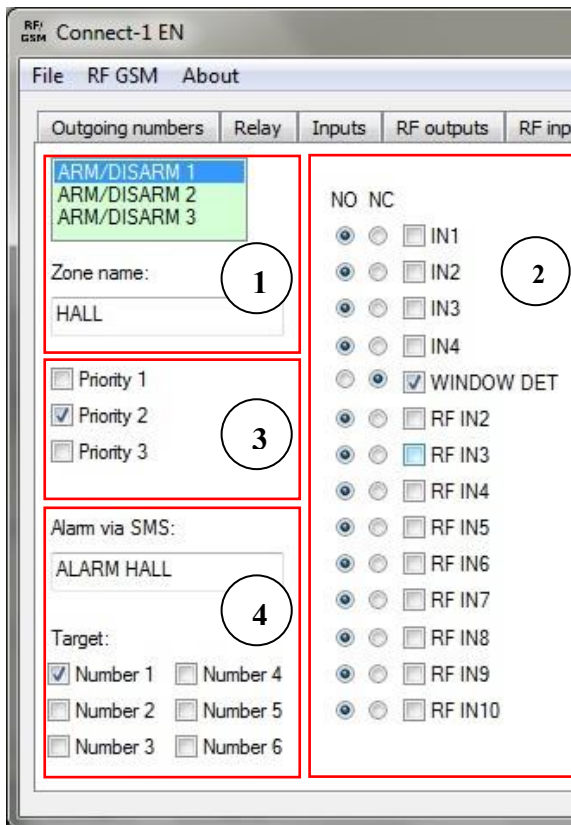 RF/
GSM Connect-1 EN
File RF GSM About
Outgoing numbers Relay Inputs RF outputs RF inp
ARM/DISARM 1
ARM/DISARM 2
ARM/DISARM 3
Zone name:
HALL
1
Priority 1
Priority 2
Priority 3
3
Alarm via SMS:
ALARM HALL
4
Target:
Number 1 Number 4
Number 2 Number 5
Number 3 Number 6
NO NC
IN1
IN2
IN3
IN4
WINDOW DET
RF IN2
RF IN3
RF IN4
RF IN5
RF IN6
RF IN7
RF IN8
RF IN9
RF IN10
2